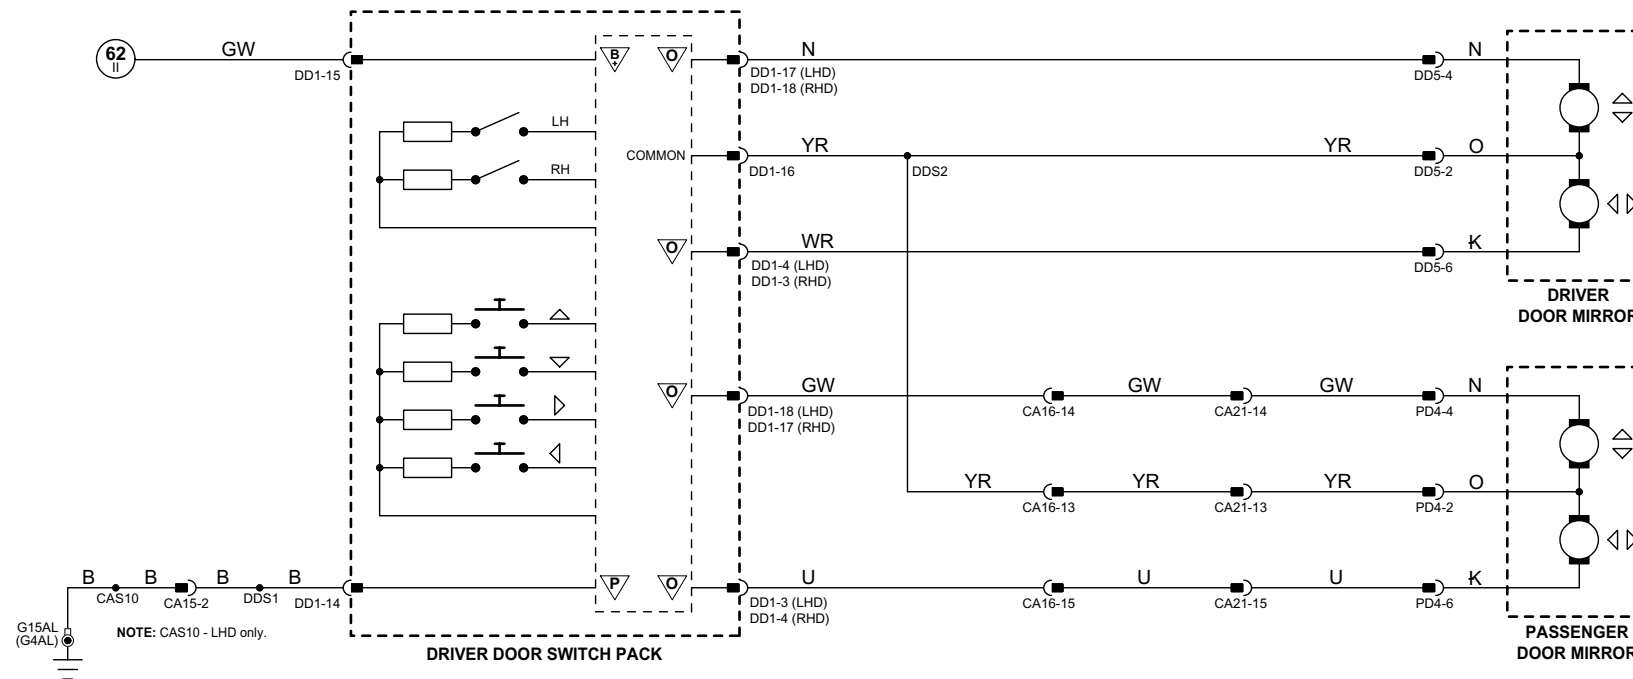 62
II
GW
DD1-15
B
+
O
N
DD1-17 (LHD)
DD1-18 (RHD)
DD5-4
N
LH
RH
COMMON
YR
DD1-16
DDS2
YR
DD5-2
O
O
WR
DD1-4 (LHD)
DD1-3 (RHD)
DD5-6
K
DRIVER
DOOR MIRROR
O
GW
DD1-18 (LHD)
DD1-17 (RHD)
CA16-14
GW
CA21-14
GW
PD4-4
N
YR
CA16-13
YR
CA21-13
YR
PD4-2
O
B
CAS10
B
CA15-2
B
DDS1
B
DD1-14
P
O
U
DD1-3 (LHD)
DD1-4 (RHD)
CA16-15
U
CA21-15
U
PD4-6
K
G15AL
(G4AL)
NOTE: CAS10 - LHD only.
DRIVER DOOR SWITCH PACK
PASSENGER
DOOR MIRROR